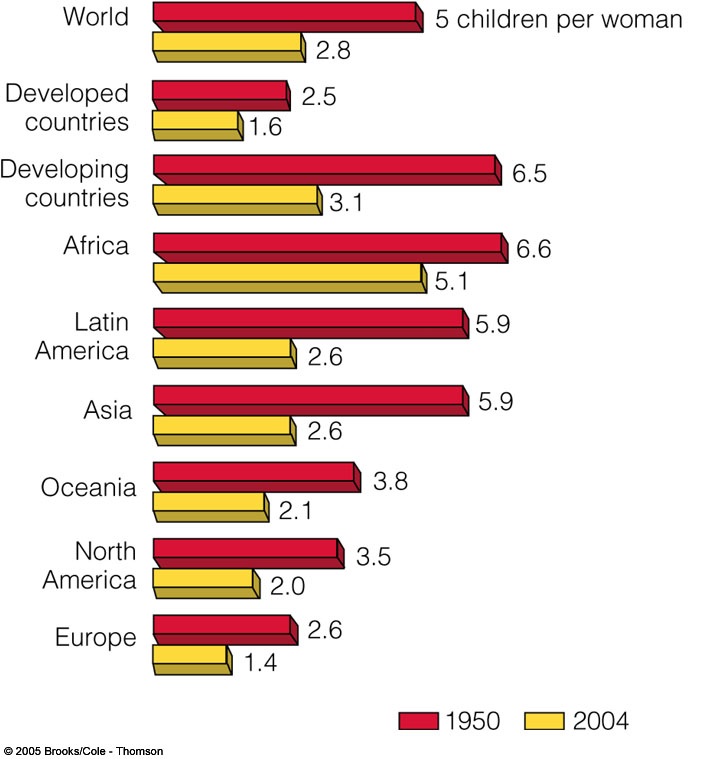 World
5 children per woman
2.8
Developed
countries
2.5
1.6
Developing
countries
6.5
3.1
Africa
6.6
5.1
Latin
America
5.9
2.6
Asia
5.9
2.6
Oceania
3.8
2.1
North
America
3.5
2.0
Europe
2.6
1.4
1950
2004
© 2005 Brooks/Cole - Thomson